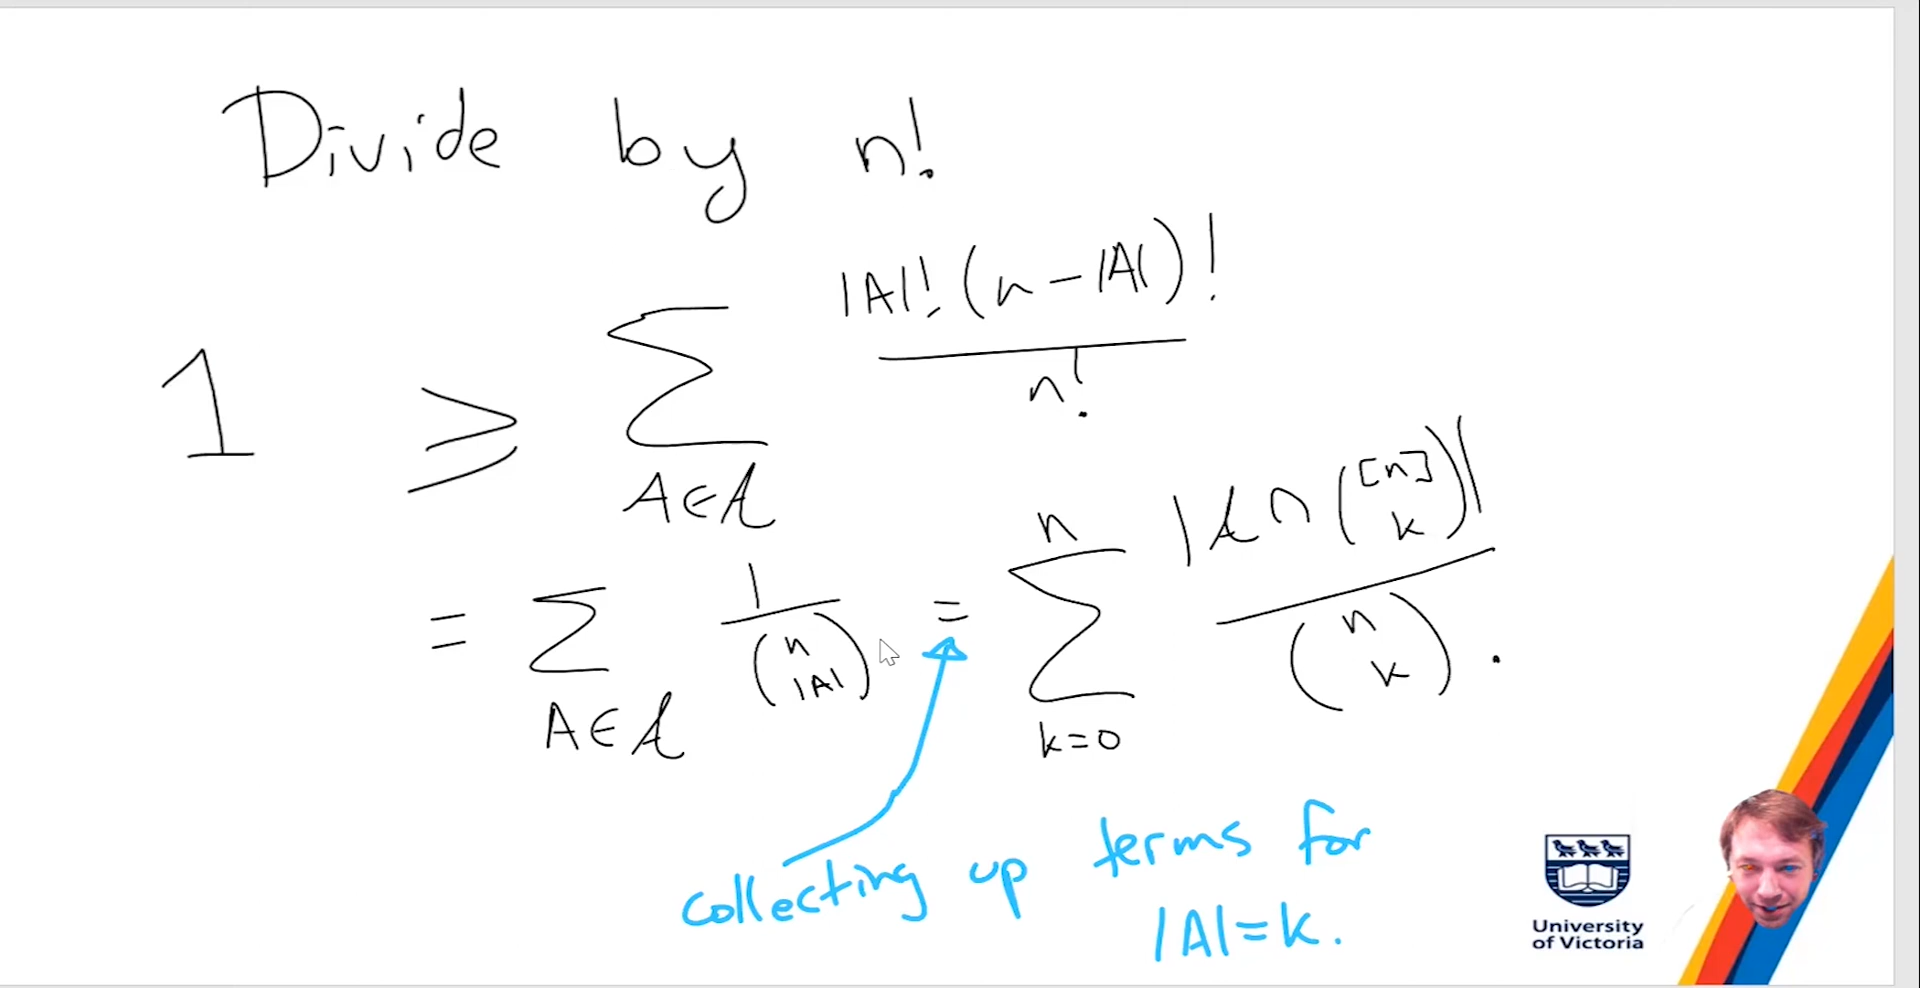 Divide by n!
1 ≥ ∑_{A∈𝒜} |A|!(n-|A|)! / n!
= ∑_{A∈𝒜} 1 / (n choose |A|) = ∑_{k=0}^{n} |𝒜 ∩ ([n] choose k)| / (n choose k).
collecting up terms for
|A|=k.
University
of Victoria